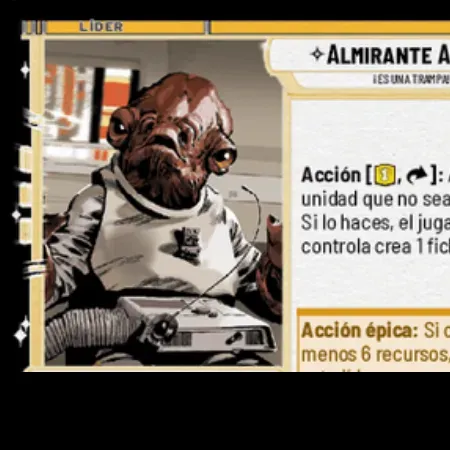 LÍDER
✧ALMIRANTE A
¡ES UNA TRAMPA!
Acción [1, ]: A
unidad que no sea
Si lo haces, el juga
controla crea 1 fich
Acción épica: Si c
menos 6 recursos,